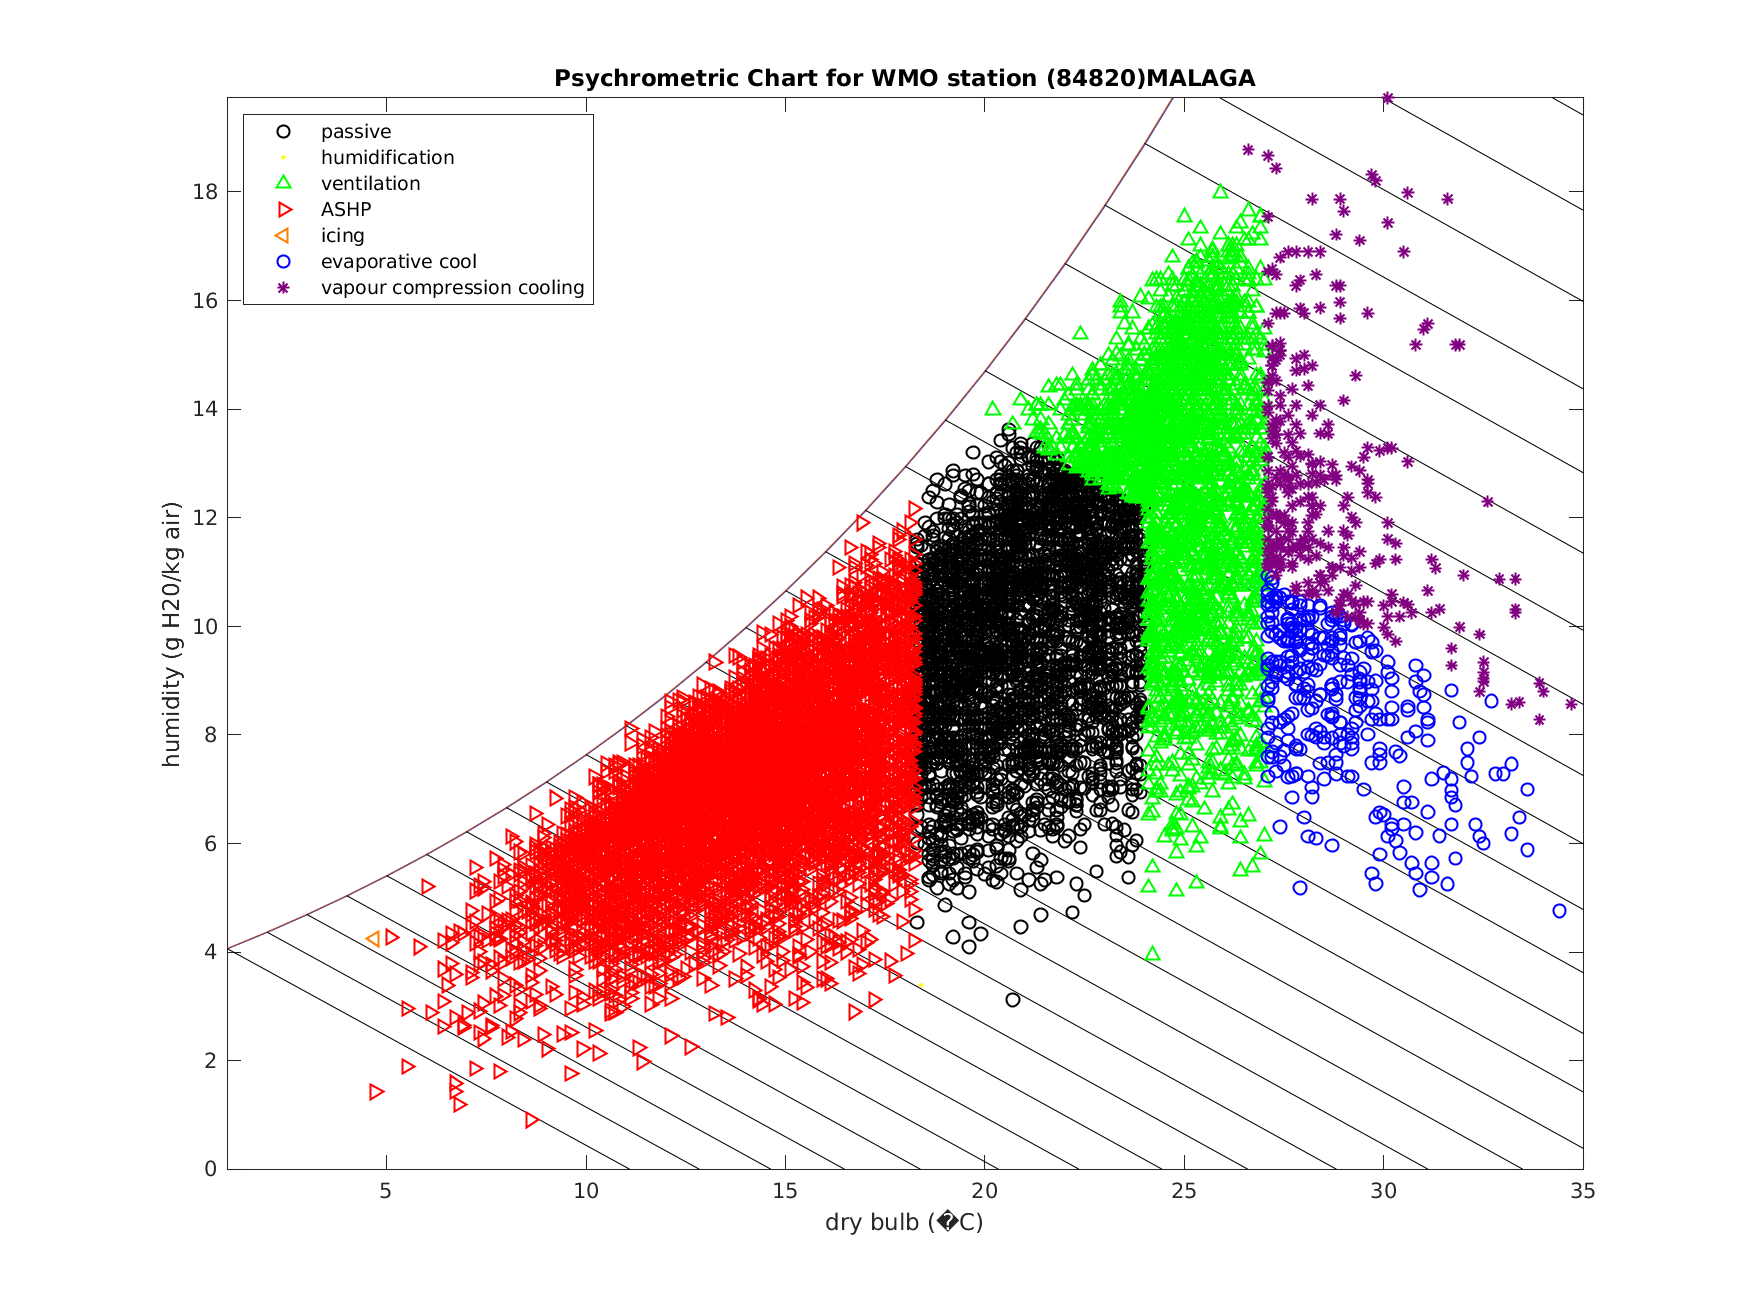 Psychrometric Chart for WMO station (84820)MALAGA
passive
humidification
ventilation
ASHP
icing
evaporative cool
vapour compression cooling
humidity (g H20/kg air)
18
16
14
12
10
8
6
4
2
0
5
10
15
20
25
30
35
dry bulb (�C)